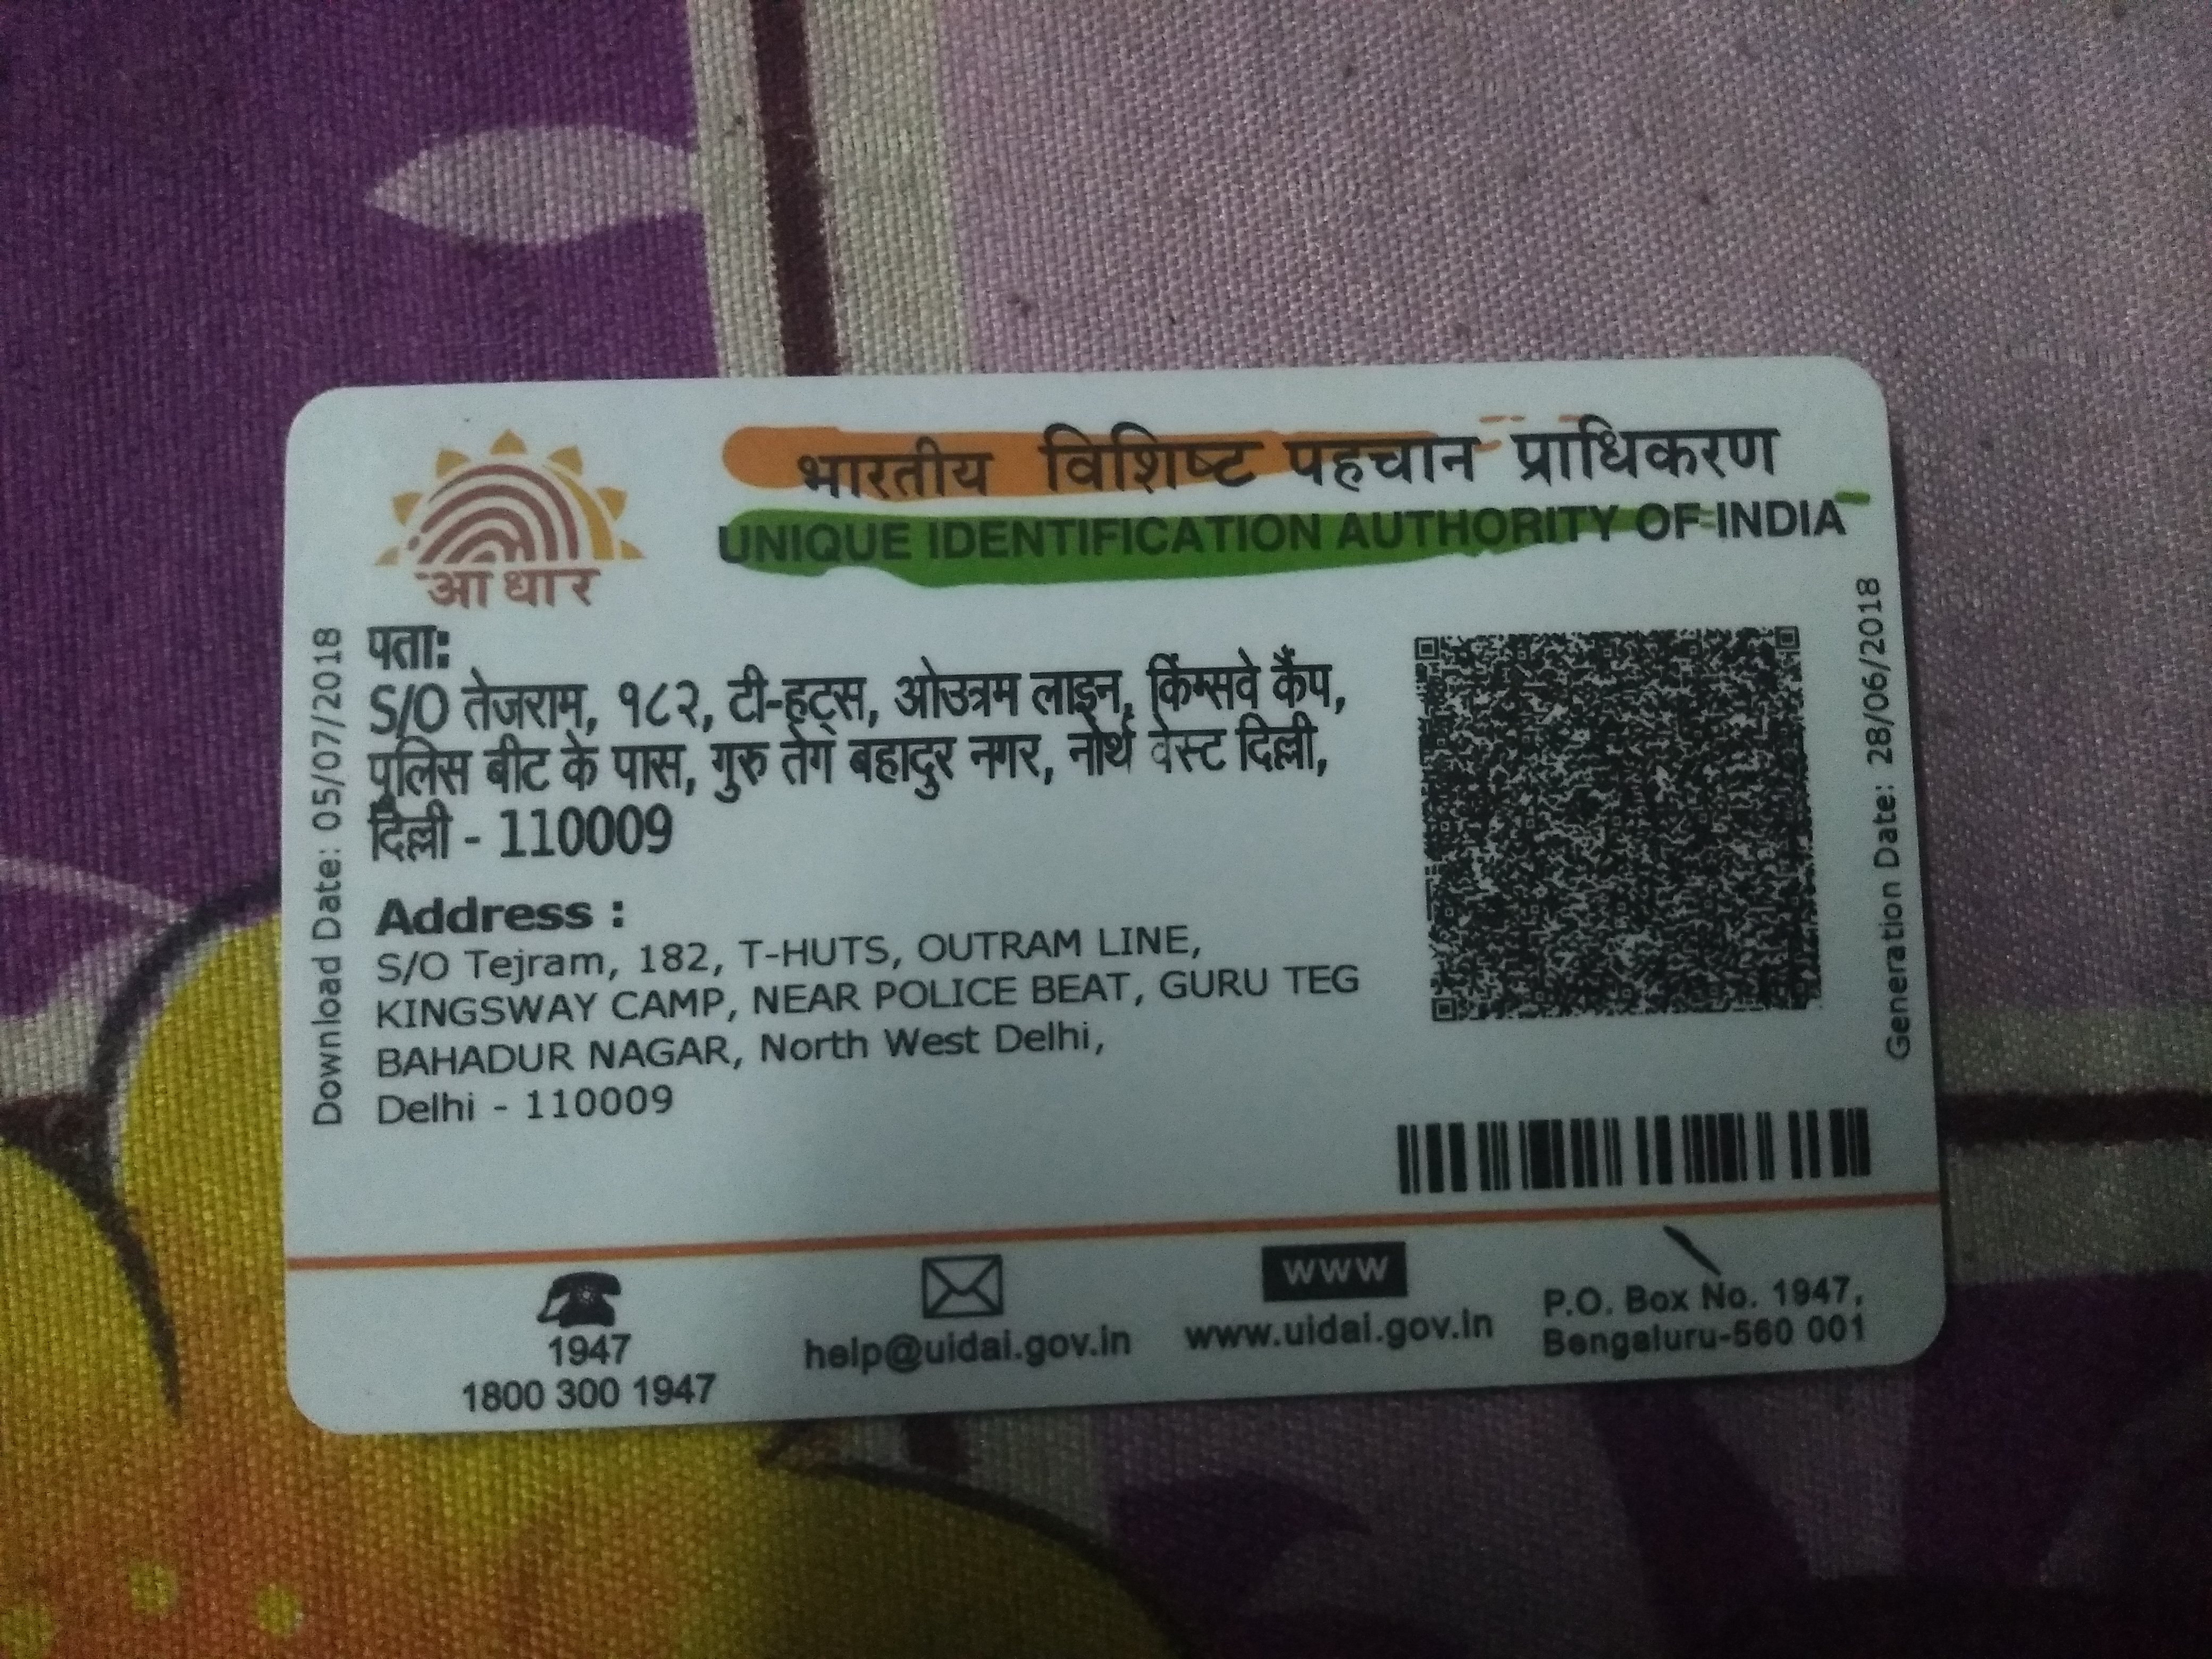 भारतीय विशिष्ट पहचान प्राधिकरण
UNIQUE IDENTIFICATION AUTHORITY OF INDIA
आधार
Download Date: 05/07/2018
Generation Date: 28/06/2018
पता:
S/O तेजराम, १८२, टी-हट्स, ओउत्रम लाइन, किंग्सवे कैंप,
पुलिस बीट के पास, गुरु तेग बहादुर नगर, नोर्थ वेस्ट दिल्ली,
दिल्ली - 110009
Address :
S/O Tejram, 182, T-HUTS, OUTRAM LINE,
KINGSWAY CAMP, NEAR POLICE BEAT, GURU TEG
BAHADUR NAGAR, North West Delhi,
Delhi - 110009
1947
1800 300 1947
help@uidai.gov.in
WWW
www.uidai.gov.in
P.O. Box No. 1947,
Bengaluru-560 001